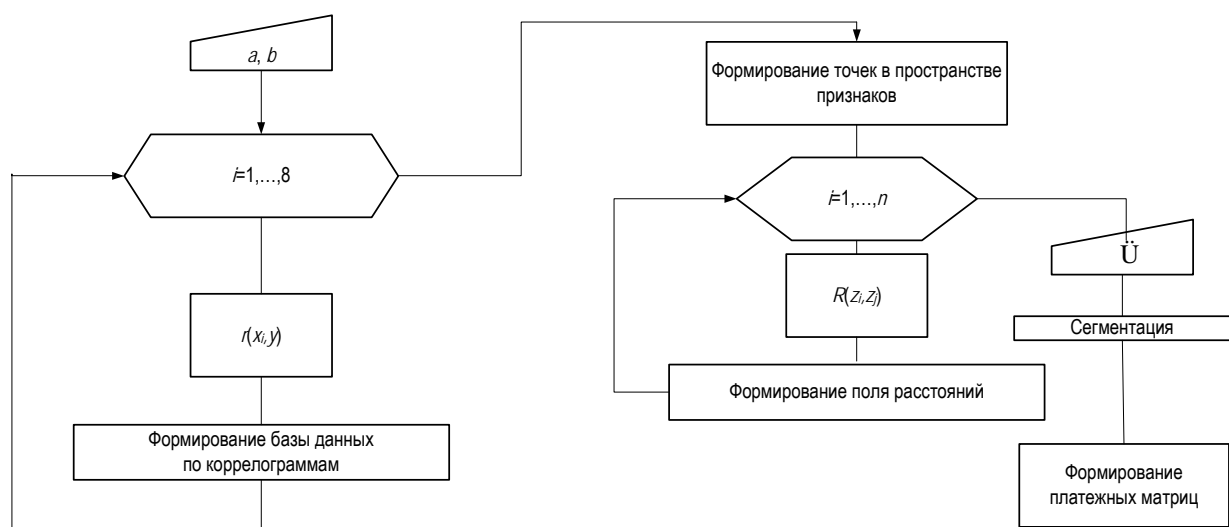 a, b
i=1,...,8
r(xᵢ,y)
Формирование базы данных
по коррелограммам
Формирование точек в пространстве
признаков
i=1,...,n
R(zᵢ,zⱼ)
Формирование поля расстояний
Ü
Сегментация
Формирование
платежных матриц